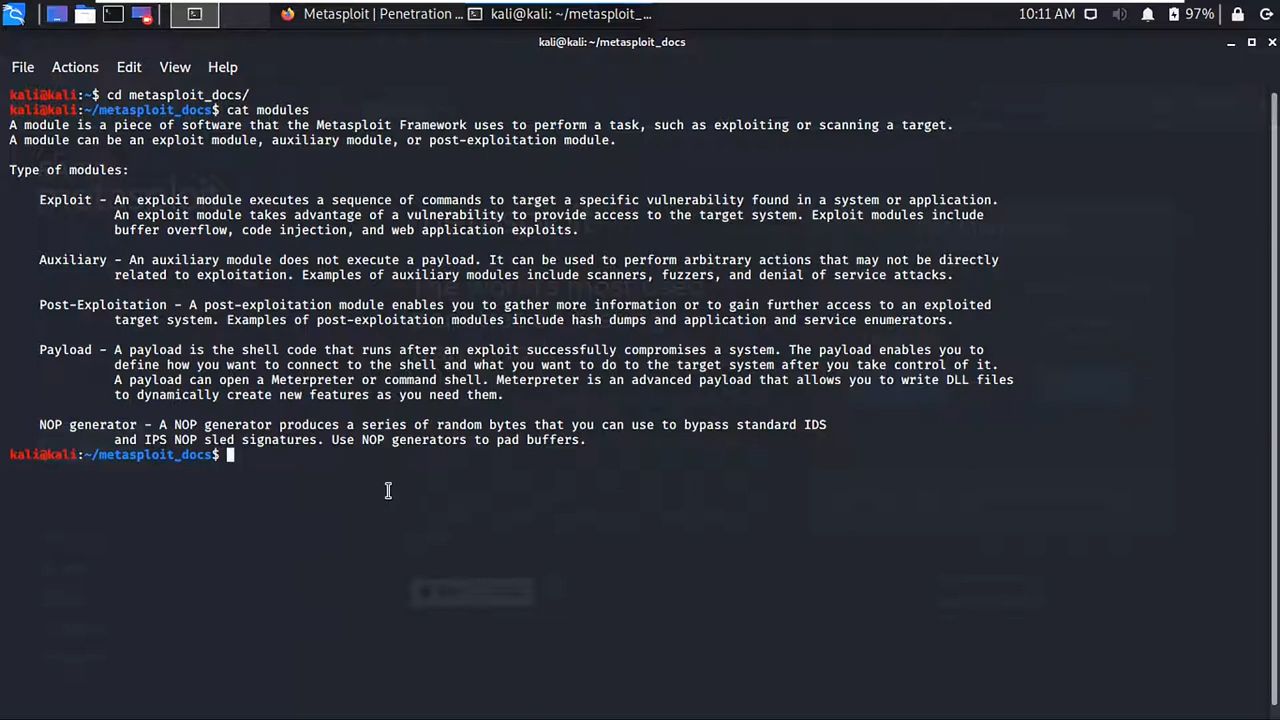 Metasploit | Penetration ...
kali@kali: ~/metasploit_...
10:11 AM
97%
kali@kali:~/metasploit_docs
File Actions Edit View Help
kali@kali:~$ cd metasploit_docs/
kali@kali:~/metasploit_docs$ cat modules
A module is a piece of software that the Metasploit Framework uses to perform a task, such as exploiting or scanning a target.
A module can be an exploit module, auxiliary module, or post-exploitation module.
Type of modules:
Exploit - An exploit module executes a sequence of commands to target a specific vulnerability found in a system or application.
An exploit module takes advantage of a vulnerability to provide access to the target system. Exploit modules include
buffer overflow, code injection, and web application exploits.
Auxiliary - An auxiliary module does not execute a payload. It can be used to perform arbitrary actions that may not be directly
related to exploitation. Examples of auxiliary modules include scanners, fuzzers, and denial of service attacks.
Post-Exploitation - A post-exploitation module enables you to gather more information or to gain further access to an exploited
target system. Examples of post-exploitation modules include hash dumps and application and service enumerators.
Payload - A payload is the shell code that runs after an exploit successfully compromises a system. The payload enables you to
define how you want to connect to the shell and what you want to do to the target system after you take control of it.
A payload can open a Meterpreter or command shell. Meterpreter is an advanced payload that allows you to write DLL files
to dynamically create new features as you need them.
NOP generator - A NOP generator produces a series of random bytes that you can use to bypass standard IDS
and IPS NOP sled signatures. Use NOP generators to pad buffers.
kali@kali:~/metasploit_docs$